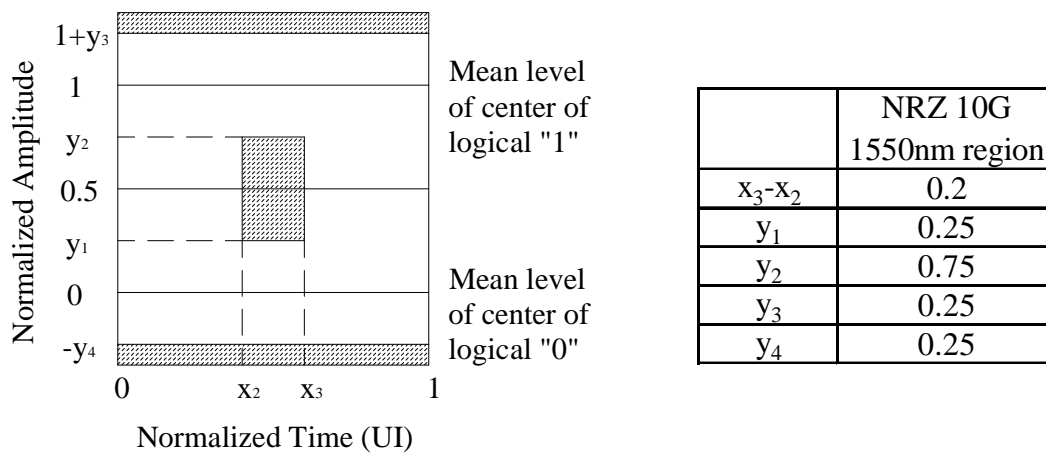 Normalized Amplitude
1+y3
1
y2
0.5
y1
0
-y4
0
x2
x3
1
Normalized Time (UI)
Mean level
of center of
logical "1"
Mean level
of center of
logical "0"
NRZ 10G
1550nm region
x3-x2 0.2
y1 0.25
y2 0.75
y3 0.25
y4 0.25